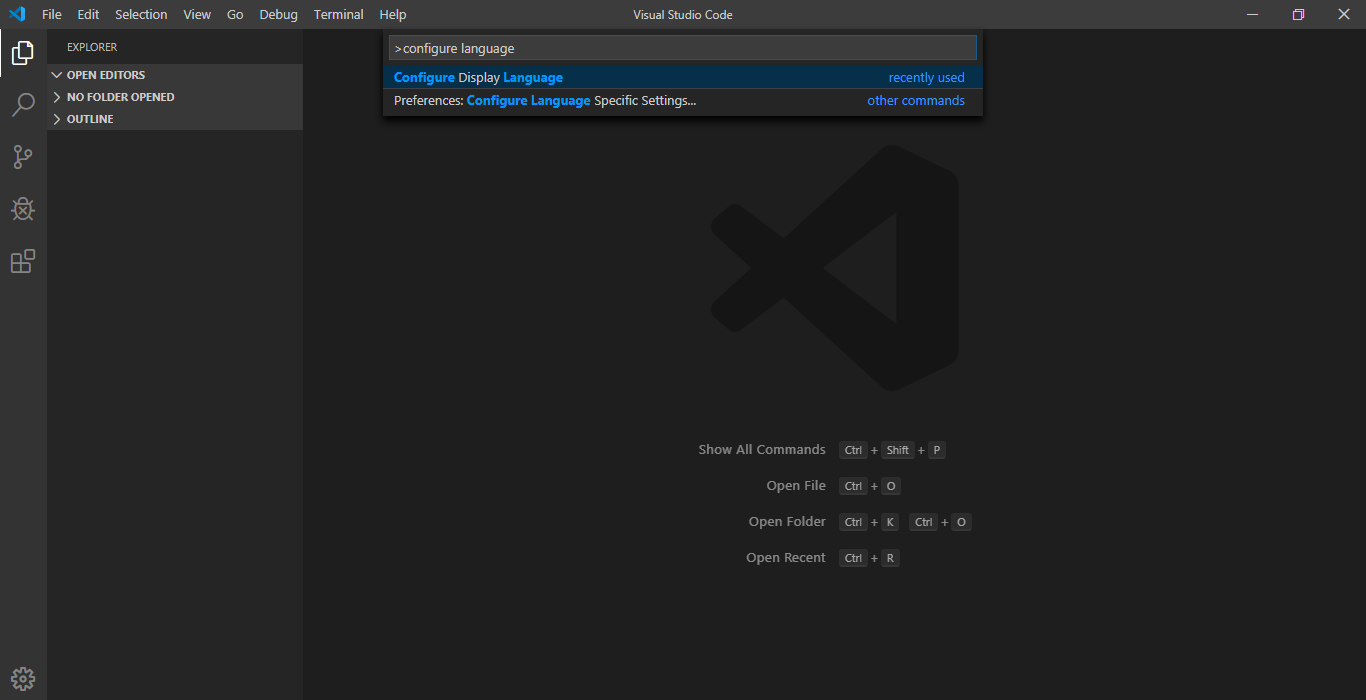 File Edit Selection View Go Debug Terminal Help Visual Studio Code
>configure language
Configure Display Language recently used
Preferences: Configure Language Specific Settings... other commands
EXPLORER
OPEN EDITORS
NO FOLDER OPENED
OUTLINE
Show All Commands Ctrl + Shift + P
Open File Ctrl + O
Open Folder Ctrl + K Ctrl + O
Open Recent Ctrl + R